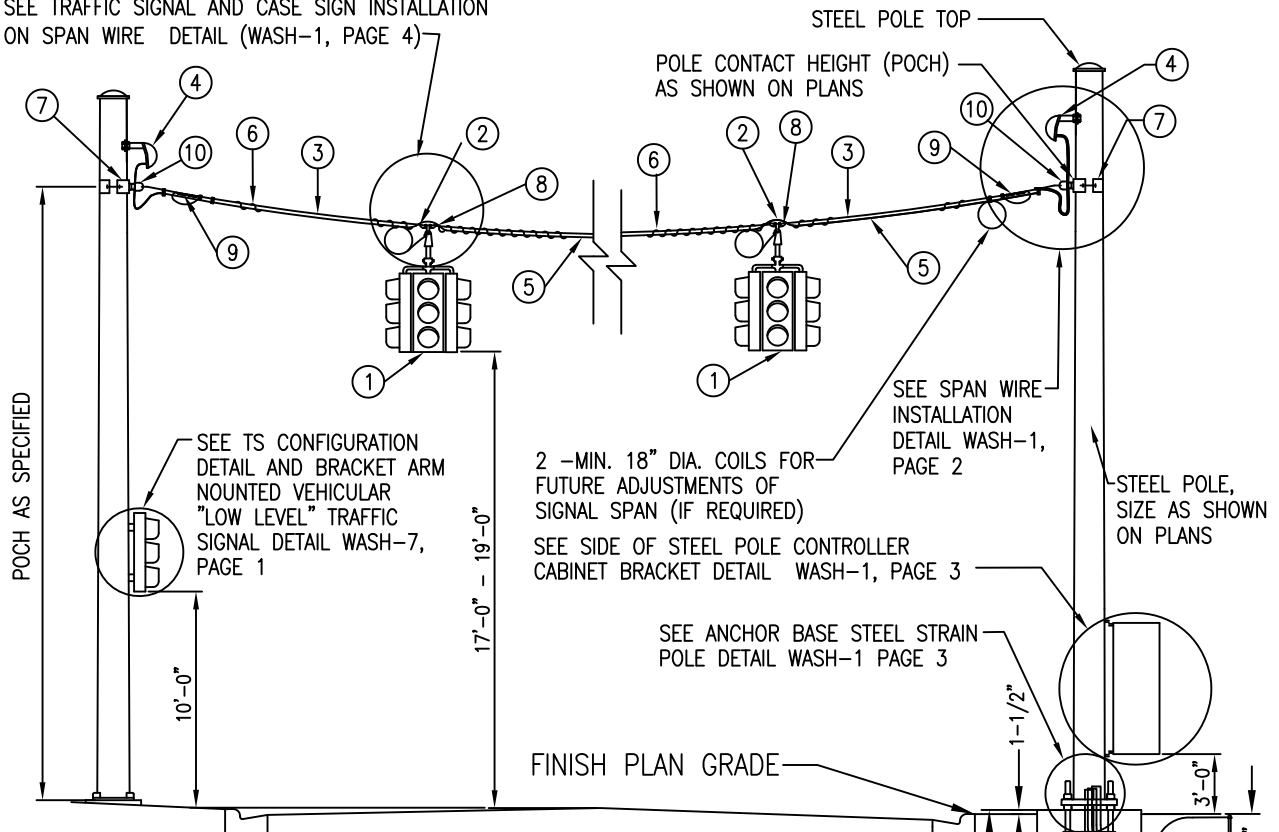 SEE TRAFFIC SIGNAL AND CASE SIGN INSTALLATION
ON SPAN WIRE DETAIL (WASH-1, PAGE 4)
STEEL POLE TOP
POLE CONTACT HEIGHT (POCH)
AS SHOWN ON PLANS
4
4
7
10
6
3
2
8
9
5
2
8
6
3
10
9
7
5
1
1
POCH AS SPECIFIED
SEE TS CONFIGURATION
DETAIL AND BRACKET ARM
NOUNTED VEHICULAR
"LOW LEVEL" TRAFFIC
SIGNAL DETAIL WASH-7,
PAGE 1
10'-0"
17'-0" - 19'-0"
2 -MIN. 18" DIA. COILS FOR
FUTURE ADJUSTMENTS OF
SIGNAL SPAN (IF REQUIRED)
SEE SPAN WIRE
INSTALLATION
DETAIL WASH-1,
PAGE 2
STEEL POLE,
SIZE AS SHOWN
ON PLANS
SEE SIDE OF STEEL POLE CONTROLLER
CABINET BRACKET DETAIL WASH-1, PAGE 3
SEE ANCHOR BASE STEEL STRAIN
POLE DETAIL WASH-1 PAGE 3
1-1/2"
3'-0"
FINISH PLAN GRADE